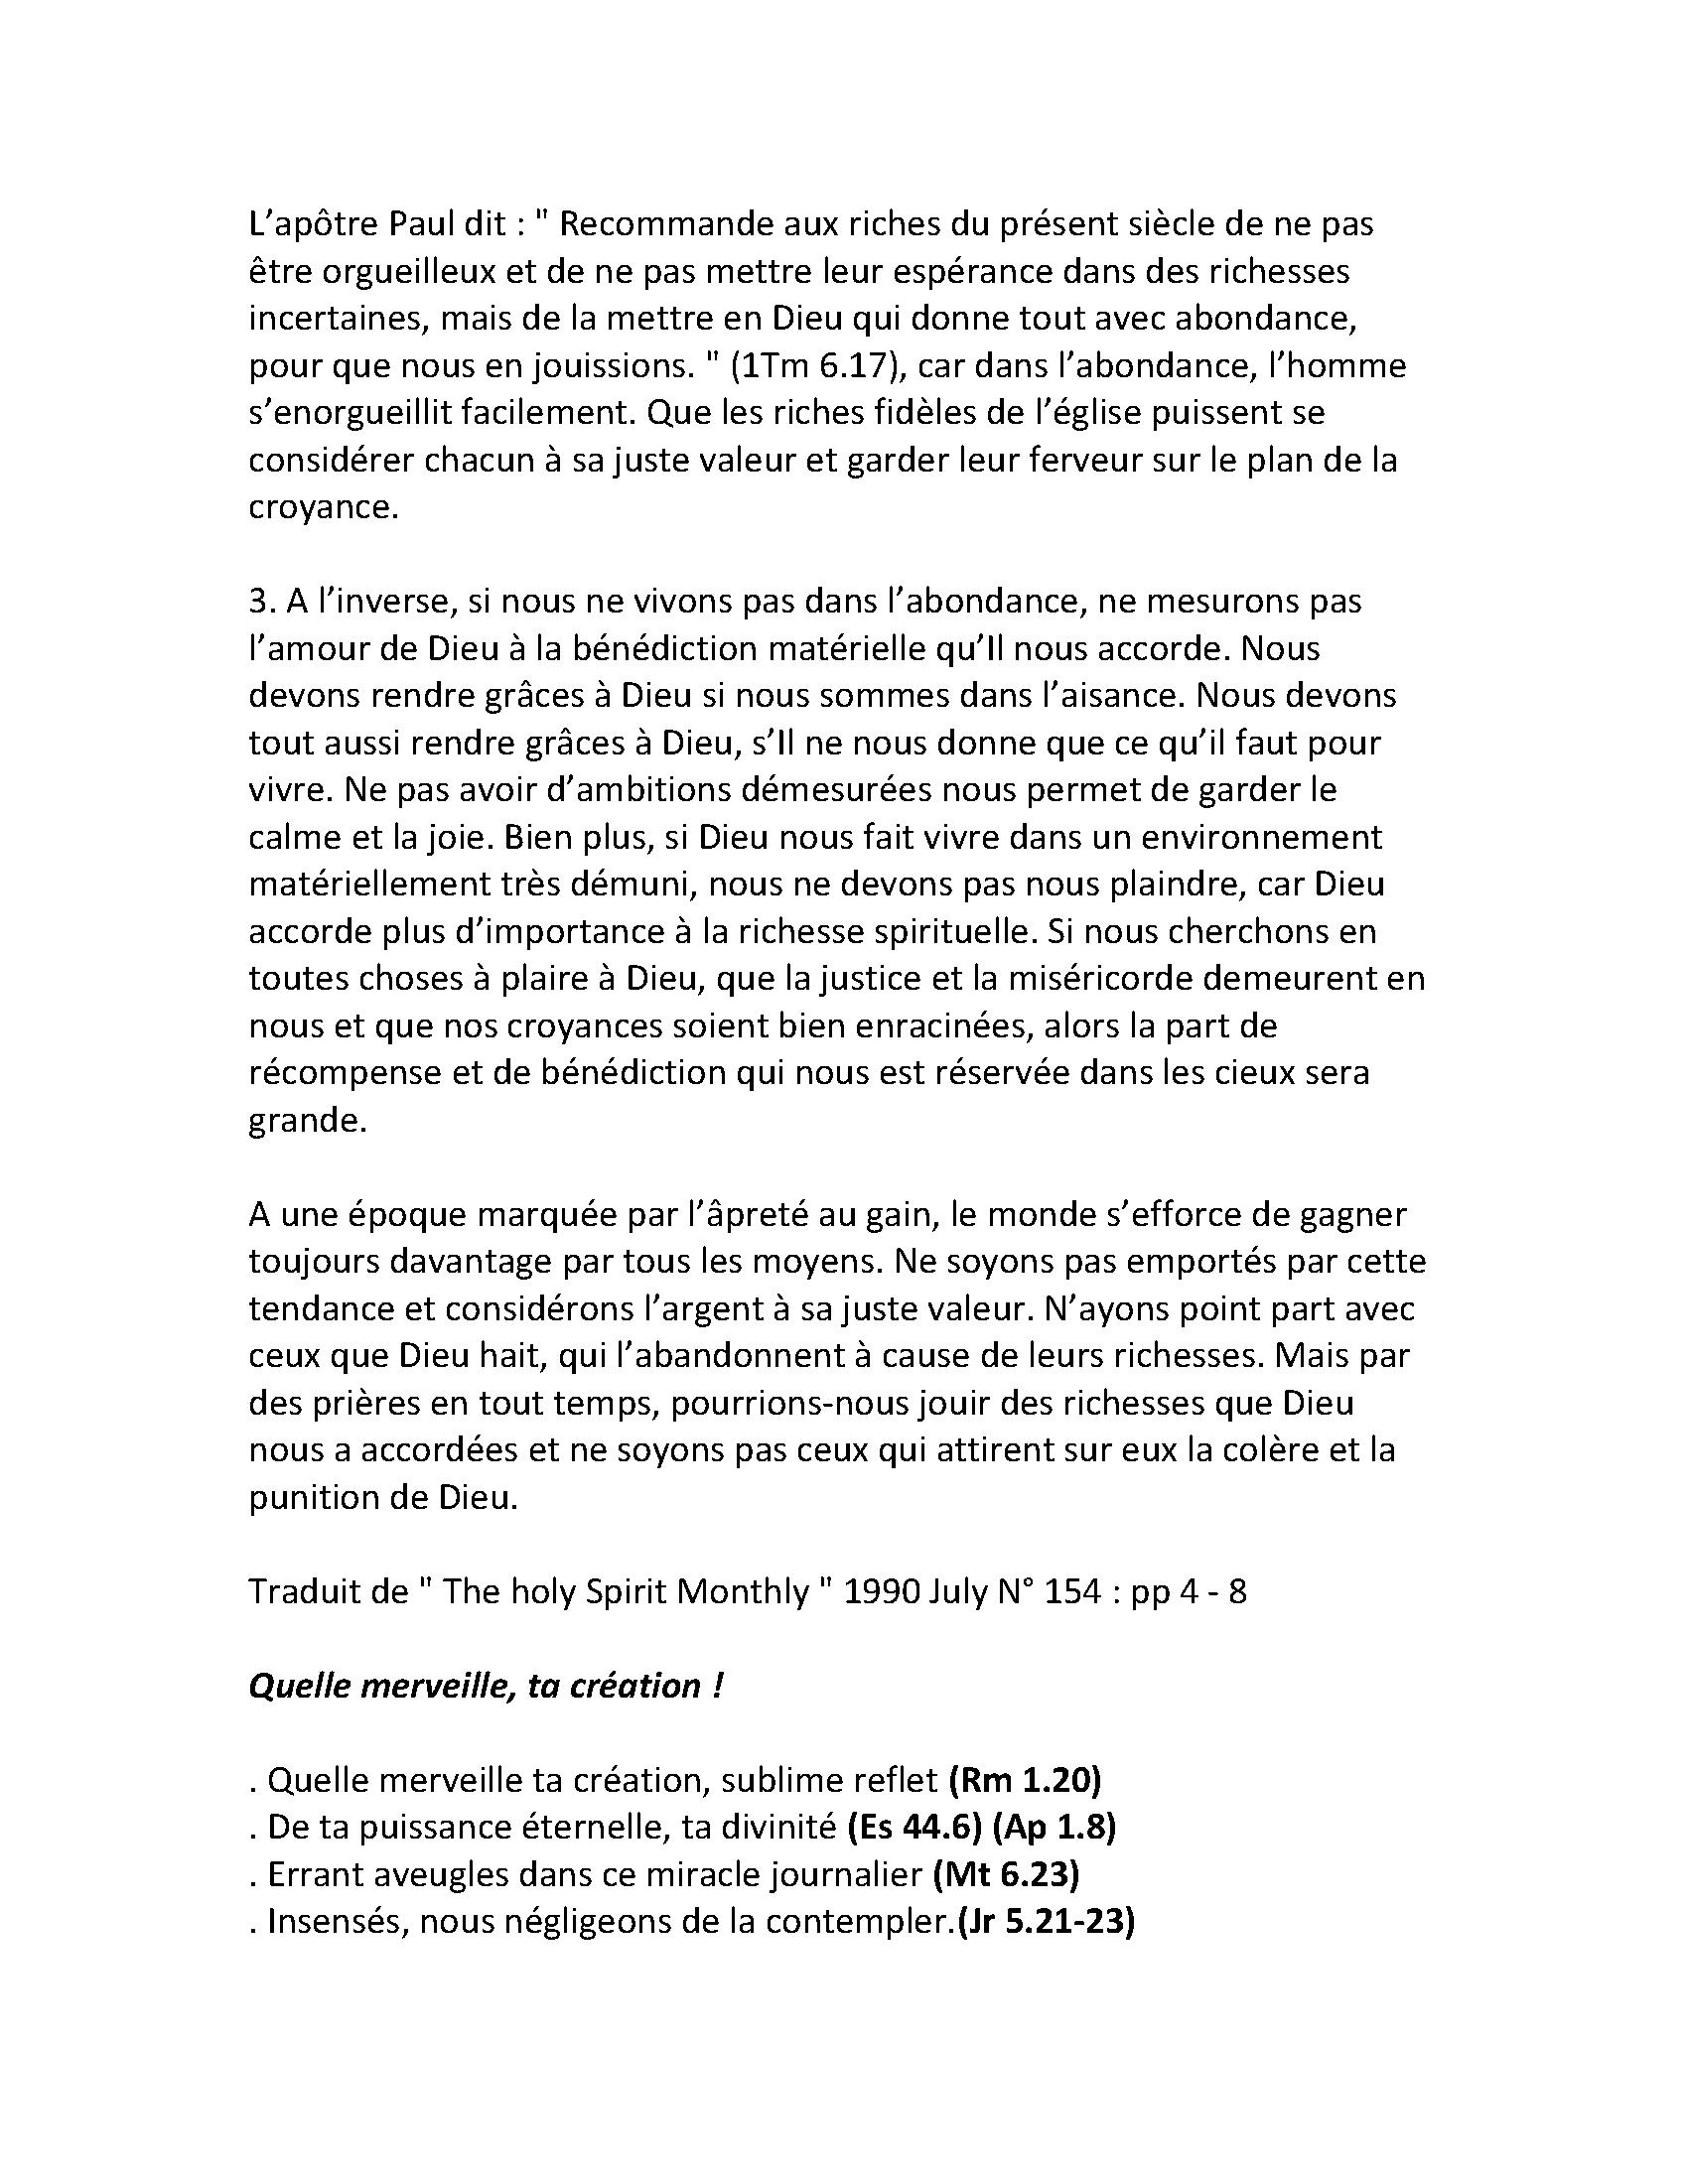 L’apôtre Paul dit : " Recommande aux riches du présent siècle de ne pas
être orgueilleux et de ne pas mettre leur espérance dans des richesses
incertaines, mais de la mettre en Dieu qui donne tout avec abondance,
pour que nous en jouissions. " (1Tm 6.17), car dans l’abondance, l’homme
s’enorgueillit facilement. Que les riches fidèles de l’église puissent se
considérer chacun à sa juste valeur et garder leur ferveur sur le plan de la
croyance.
3. A l’inverse, si nous ne vivons pas dans l’abondance, ne mesurons pas
l’amour de Dieu à la bénédiction matérielle qu’Il nous accorde. Nous
devons rendre grâces à Dieu si nous sommes dans l’aisance. Nous devons
tout aussi rendre grâces à Dieu, s’Il ne nous donne que ce qu’il faut pour
vivre. Ne pas avoir d’ambitions démesurées nous permet de garder le
calme et la joie. Bien plus, si Dieu nous fait vivre dans un environnement
matériellement très démuni, nous ne devons pas nous plaindre, car Dieu
accorde plus d’importance à la richesse spirituelle. Si nous cherchons en
toutes choses à plaire à Dieu, que la justice et la miséricorde demeurent en
nous et que nos croyances soient bien enracinées, alors la part de
récompense et de bénédiction qui nous est réservée dans les cieux sera
grande.
A une époque marquée par l’âpreté au gain, le monde s’efforce de gagner
toujours davantage par tous les moyens. Ne soyons pas emportés par cette
tendance et considérons l’argent à sa juste valeur. N’ayons point part avec
ceux que Dieu hait, qui l’abandonnent à cause de leurs richesses. Mais par
des prières en tout temps, pourrions-nous jouir des richesses que Dieu
nous a accordées et ne soyons pas ceux qui attirent sur eux la colère et la
punition de Dieu.
Traduit de " The holy Spirit Monthly " 1990 July N° 154 : pp 4 - 8
Quelle merveille, ta création !
. Quelle merveille ta création, sublime reflet (Rm 1.20)
. De ta puissance éternelle, ta divinité (Es 44.6) (Ap 1.8)
. Errant aveugles dans ce miracle journalier (Mt 6.23)
. Insensés, nous négligeons de la contempler.(Jr 5.21-23)